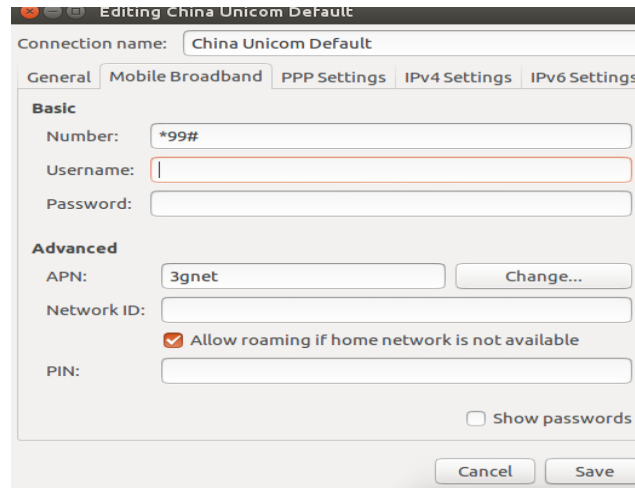 Editing China Unicom Default
Connection name: China Unicom Default
General Mobile Broadband PPP Settings IPv4 Settings IPv6 Settings
Basic
Number: *99#
Username:
Password:
Advanced
APN: 3gnet Change...
Network ID:
Allow roaming if home network is not available
PIN:
Show passwords
Cancel Save